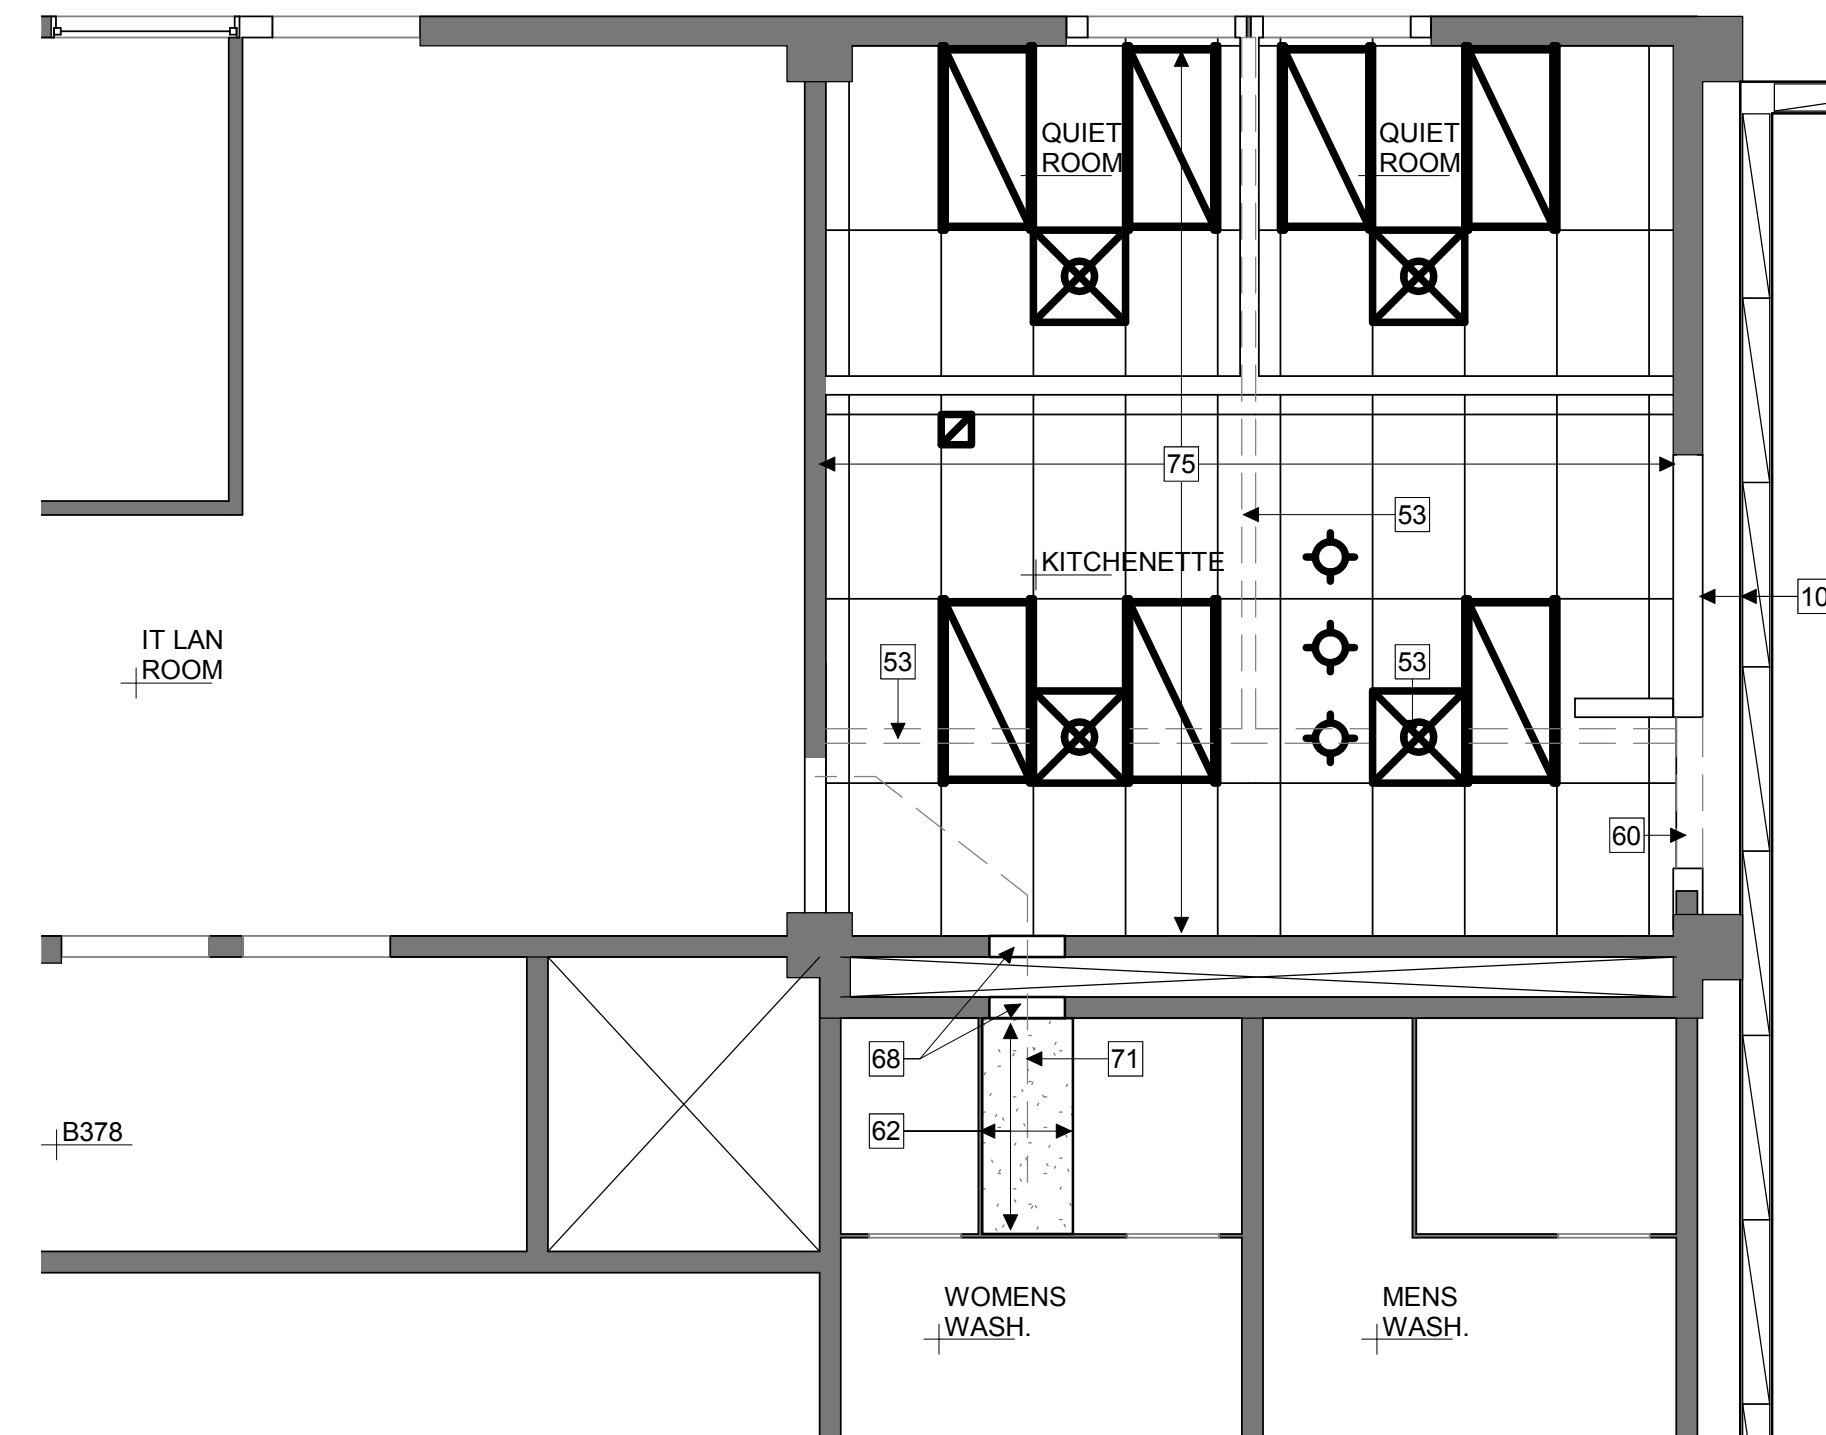 QUIET
ROOM
QUIET
ROOM
75
53
KITCHENETTE
10
IT LAN
ROOM
53
53
60
68
71
62
B378
WOMENS
WASH.
MENS
WASH.